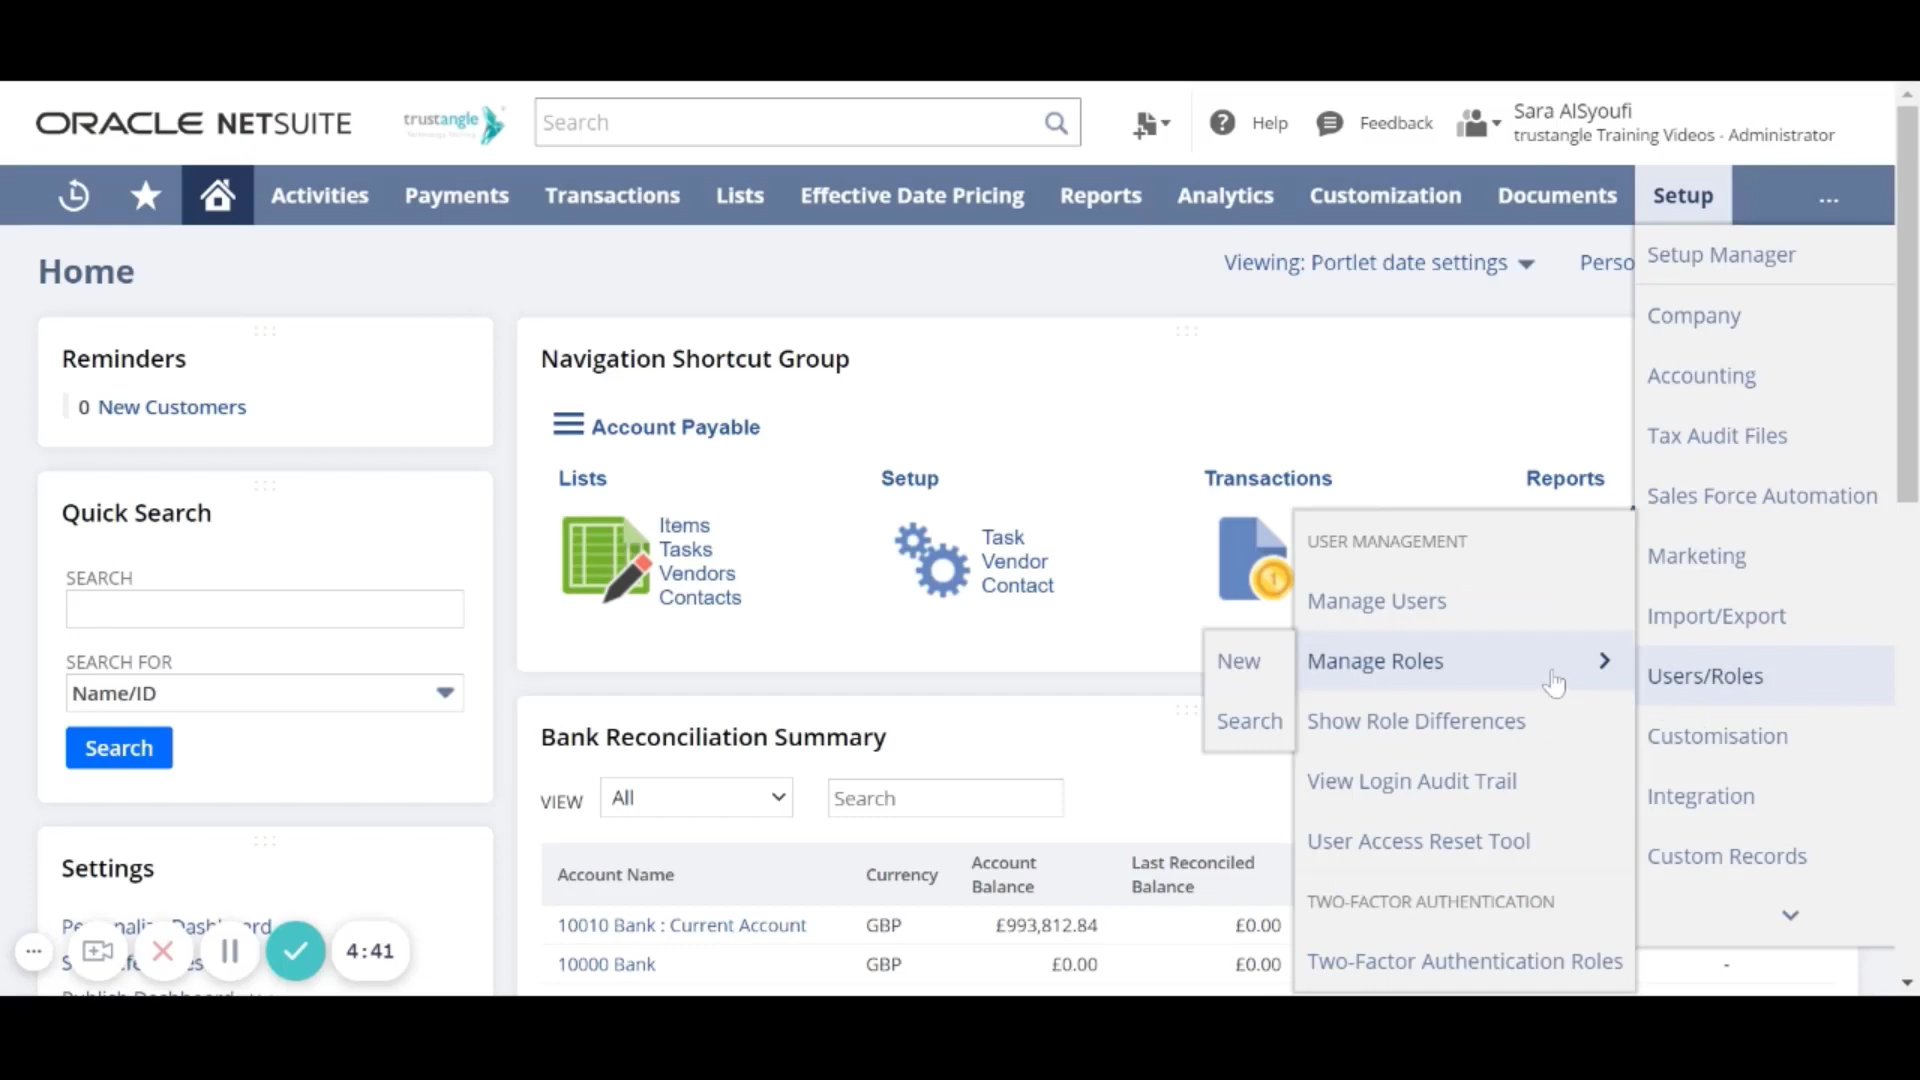 ORACLE NETSUITE
trustangle
Search
Help
Feedback
Sara AlSyoufi
trustangle Training Videos - Administrator
Activities
Payments
Transactions
Lists
Effective Date Pricing
Reports
Analytics
Customization
Documents
Setup
...
Home
Viewing: Portlet date settings
Perso
Setup Manager
Company
Accounting
Tax Audit Files
Sales Force Automation
Marketing
Import/Export
Users/Roles
Customisation
Integration
Custom Records
USER MANAGEMENT
Manage Users
Manage Roles
Show Role Differences
View Login Audit Trail
User Access Reset Tool
TWO-FACTOR AUTHENTICATION
Two-Factor Authentication Roles
New
Search
Reminders
0 New Customers
Quick Search
SEARCH
SEARCH FOR
Name/ID
Search
Settings
Navigation Shortcut Group
Account Payable
Lists
Items
Tasks
Vendors
Contacts
Setup
Task
Vendor
Contact
Transactions
1
Reports
Bank Reconciliation Summary
VIEW
All
Search
Account Name
Currency
Account Balance
Last Reconciled Balance
10010 Bank : Current Account
GBP
£993,812.84
£0.00
10000 Bank
GBP
£0.00
£0.00
-
4:41